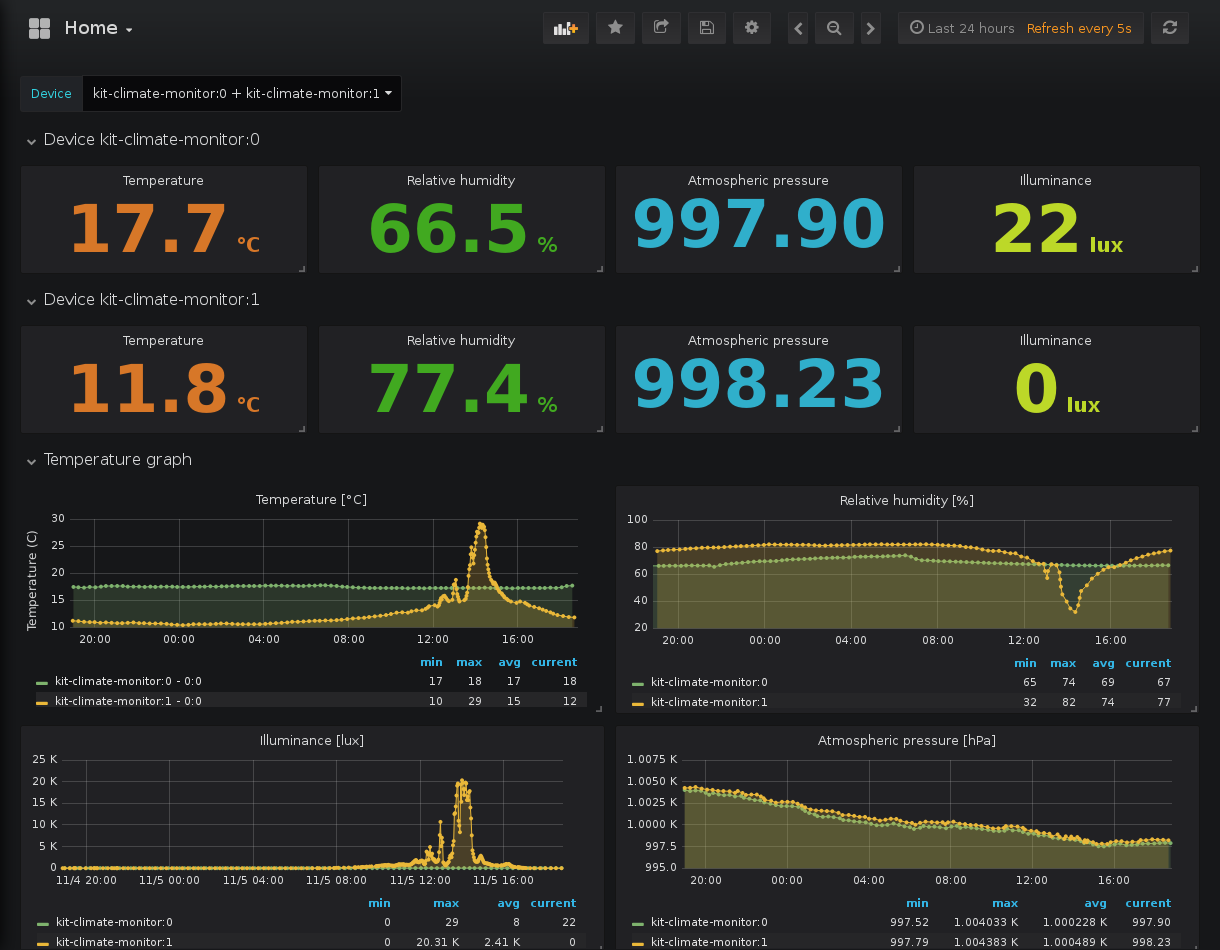 Home
Last 24 hours Refresh every 5s
Device kit-climate-monitor:0 + kit-climate-monitor:1
Device kit-climate-monitor:0
Temperature Relative humidity Atmospheric pressure Illuminance
17.7 °C 66.5 % 997.90 22 lux
Device kit-climate-monitor:1
Temperature Relative humidity Atmospheric pressure Illuminance
11.8 °C 77.4 % 998.23 0 lux
Temperature graph
Temperature [°C]
Temperature (C)
30
25
20
15
10
20:00 00:00 04:00 08:00 12:00 16:00
min max avg current
kit-climate-monitor:0 - 0:0 17 18 17 18
kit-climate-monitor:1 - 0:0 10 29 15 12
Relative humidity [%]
100
80
60
40
20
20:00 00:00 04:00 08:00 12:00 16:00
min max avg current
kit-climate-monitor:0 65 74 69 67
kit-climate-monitor:1 32 82 74 77
Illuminance [lux]
25 K
20 K
15 K
10 K
5 K
0
11/4 20:00 11/5 00:00 11/5 04:00 11/5 08:00 11/5 12:00 11/5 16:00
min max avg current
kit-climate-monitor:0 0 29 8 22
kit-climate-monitor:1 0 20.31 K 2.41 K 0
Atmospheric pressure [hPa]
1.0075 K
1.0050 K
1.0025 K
1.0000 K
997.5
995.0
20:00 00:00 04:00 08:00 12:00 16:00
min max avg current
kit-climate-monitor:0 997.52 1.004033 K 1.000228 K 997.90
kit-climate-monitor:1 997.79 1.004383 K 1.000489 K 998.23